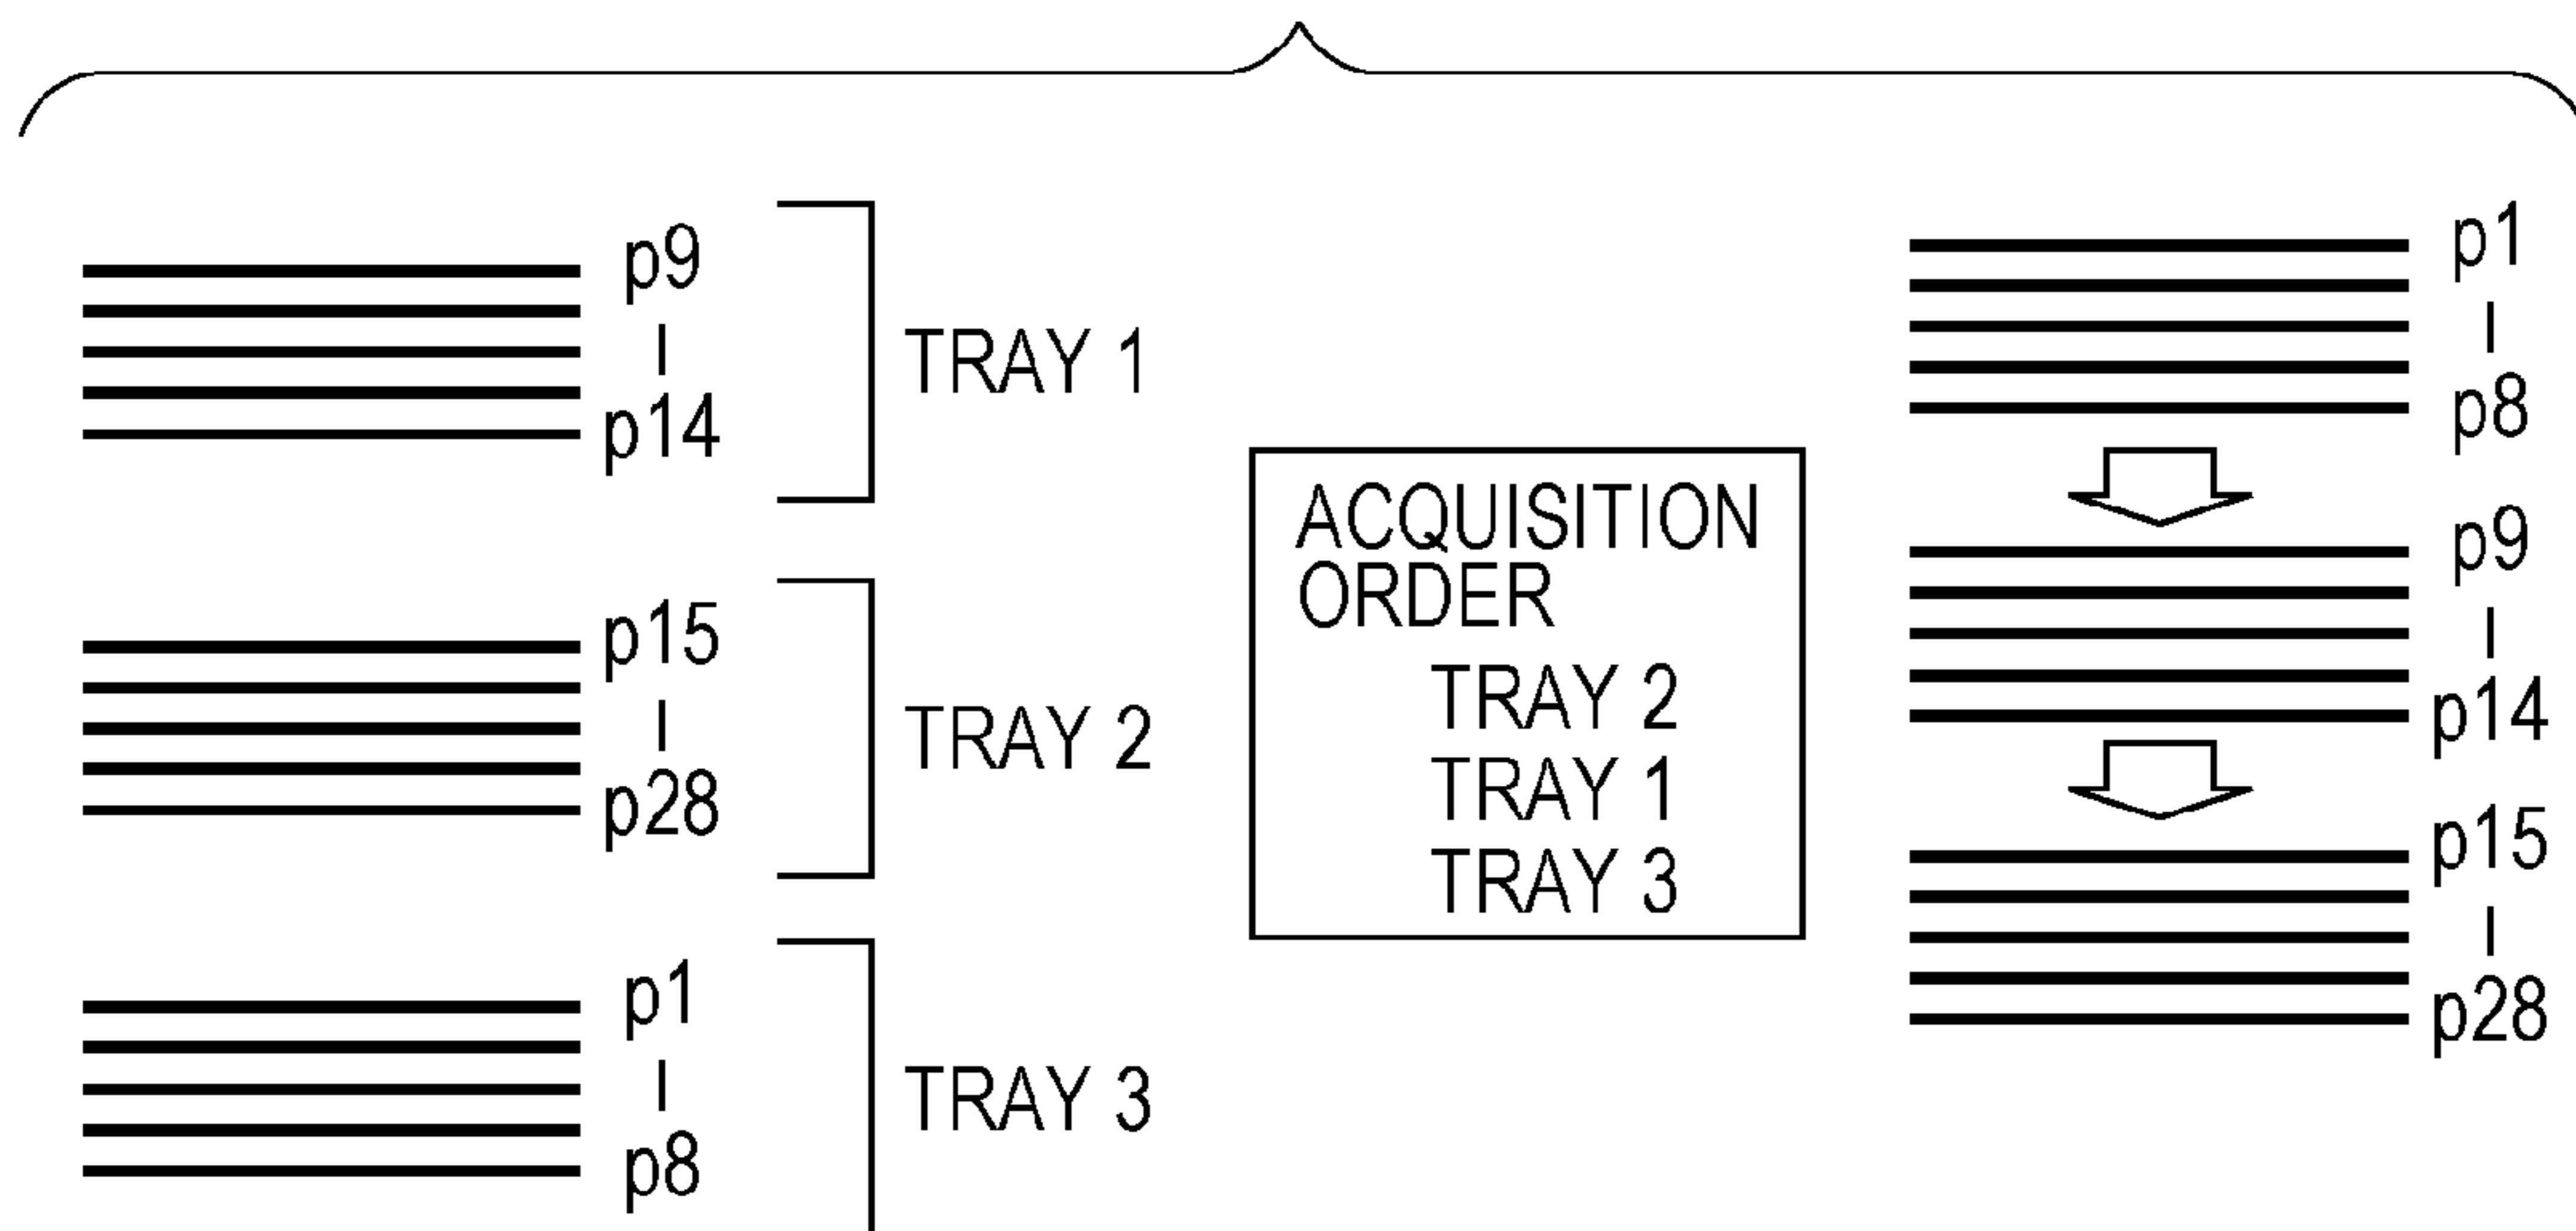 p9
|
p14
TRAY 1
p15
|
p28
TRAY 2
p1
|
p8
TRAY 3
ACQUISITION
ORDER
TRAY 2
TRAY 1
TRAY 3
p1
|
p8
p9
|
p14
p15
|
p28